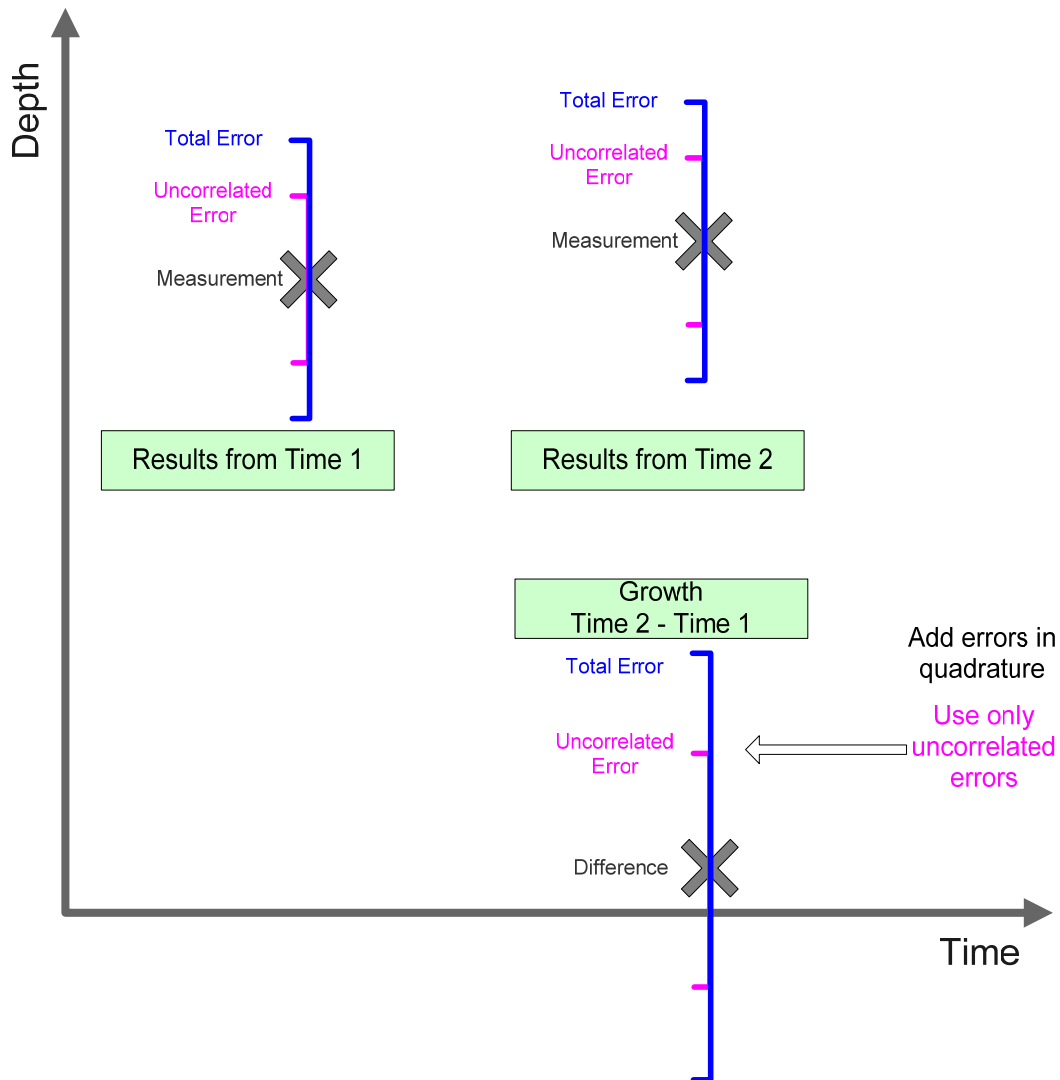 Depth
Total Error
Uncorrelated
Error
Measurement
Results from Time 1
Total Error
Uncorrelated
Error
Measurement
Results from Time 2
Growth
Time 2 - Time 1
Total Error
Uncorrelated
Error
Difference
Add errors in
quadrature
Use only
uncorrelated
errors
Time